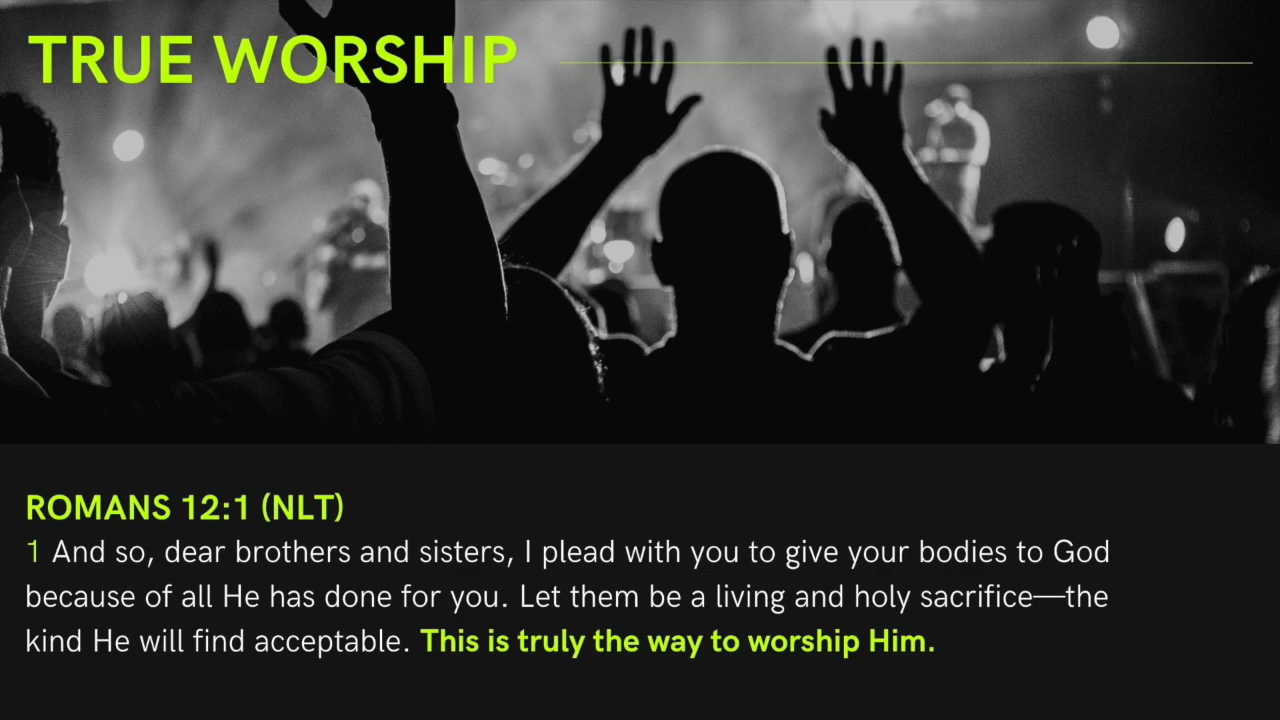 TRUE WORSHIP
ROMANS 12:1 (NLT)
1 And so, dear brothers and sisters, I plead with you to give your bodies to God
because of all He has done for you. Let them be a living and holy sacrifice—the
kind He will find acceptable. This is truly the way to worship Him.